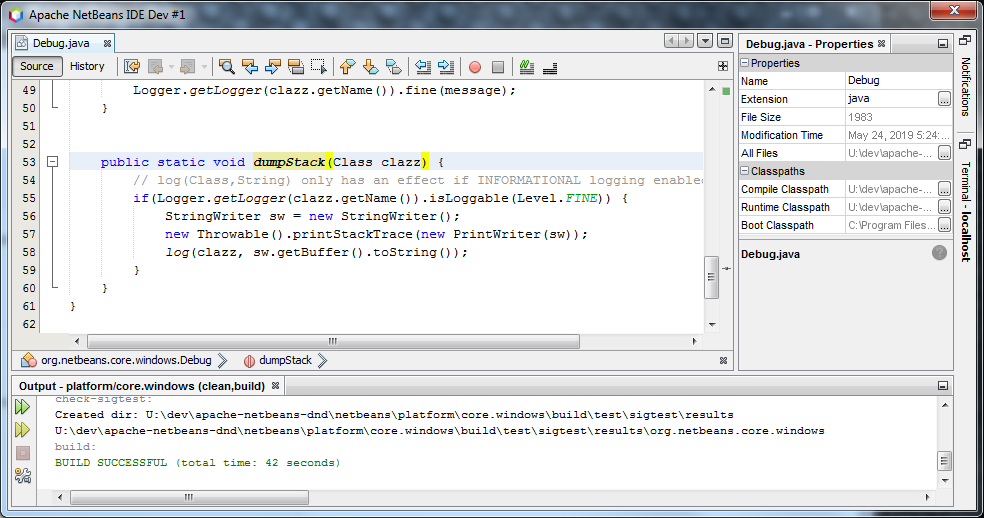 Apache NetBeans IDE Dev #1
Debug.java
Source History
49 Logger.getLogger(clazz.getName()).fine(message);
50 }
51
52
53 public static void dumpStack(Class clazz) {
54 // log(Class,String) only has an effect if INFORMATIONAL logging enable
55 if(Logger.getLogger(clazz.getName()).isLoggable(Level.FINE)) {
56 StringWriter sw = new StringWriter();
57 new Throwable().printStackTrace(new PrintWriter(sw));
58 log(clazz, sw.getBuffer().toString());
59 }
60 }
61 }
62
org.netbeans.core.windows.Debug dumpStack
Debug.java - Properties
Properties
Name Debug
Extension java ...
File Size 1983
Modification Time May 24, 2019 5:24:...
All Files U:\dev\apache-... ...
Classpaths
Compile Classpath U:\dev\apache-... ...
Runtime Classpath U:\dev\apache-... ...
Boot Classpath C:\Program Files... ...
Debug.java ?
Notifications
Terminal - localhost
Output - platform/core.windows (clean,build)
check-sigtest:
Created dir: U:\dev\apache-netbeans-dnd\netbeans\platform\core.windows\build\test\sigtest\results
U:\dev\apache-netbeans-dnd\netbeans\platform\core.windows\build\test\sigtest\results\org.netbeans.core.windows
build:
BUILD SUCCESSFUL (total time: 42 seconds)